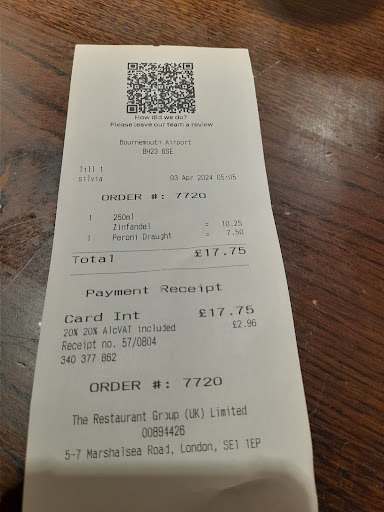 How did we do?
Please leave our team a review
Bournemouth Airport
BH23 6SE
Till 1
silvia 03 Apr 2024 05:05
ORDER #: 7720
1 250ml
Zinfandel = 10.25
1 Peroni Draught = 7.50
Total £17.75
Payment Receipt
Card Int £17.75
20% 20% AlcVAT included £2.96
Receipt no. 57/0804
340 377 862
ORDER #: 7720
The Restaurant Group (UK) Limited
00894426
5-7 Marshalsea Road, London, SE1 1EP